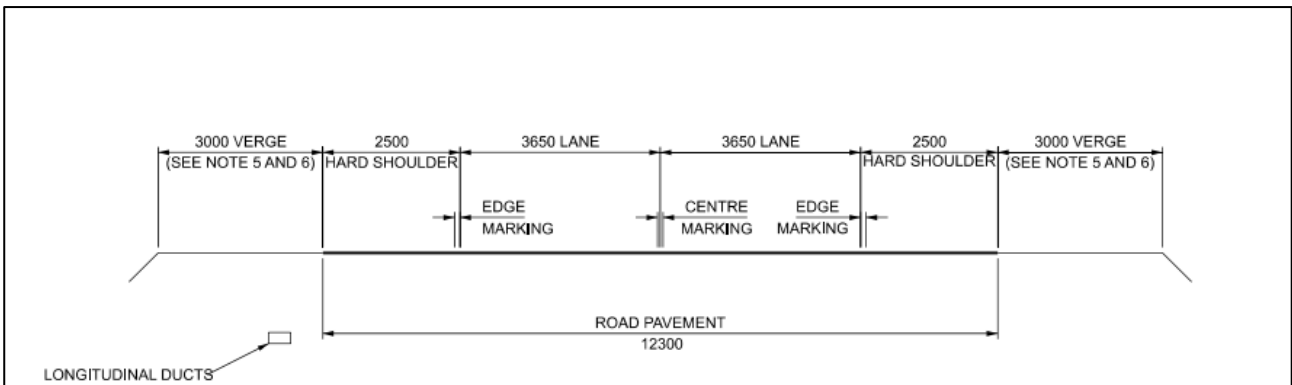 3000 VERGE
(SEE NOTE 5 AND 6)
2500
HARD SHOULDER
3650 LANE
3650 LANE
2500
HARD SHOULDER
3000 VERGE
(SEE NOTE 5 AND 6)
EDGE
MARKING
CENTRE
MARKING
EDGE
MARKING
ROAD PAVEMENT
12300
LONGITUDINAL DUCTS